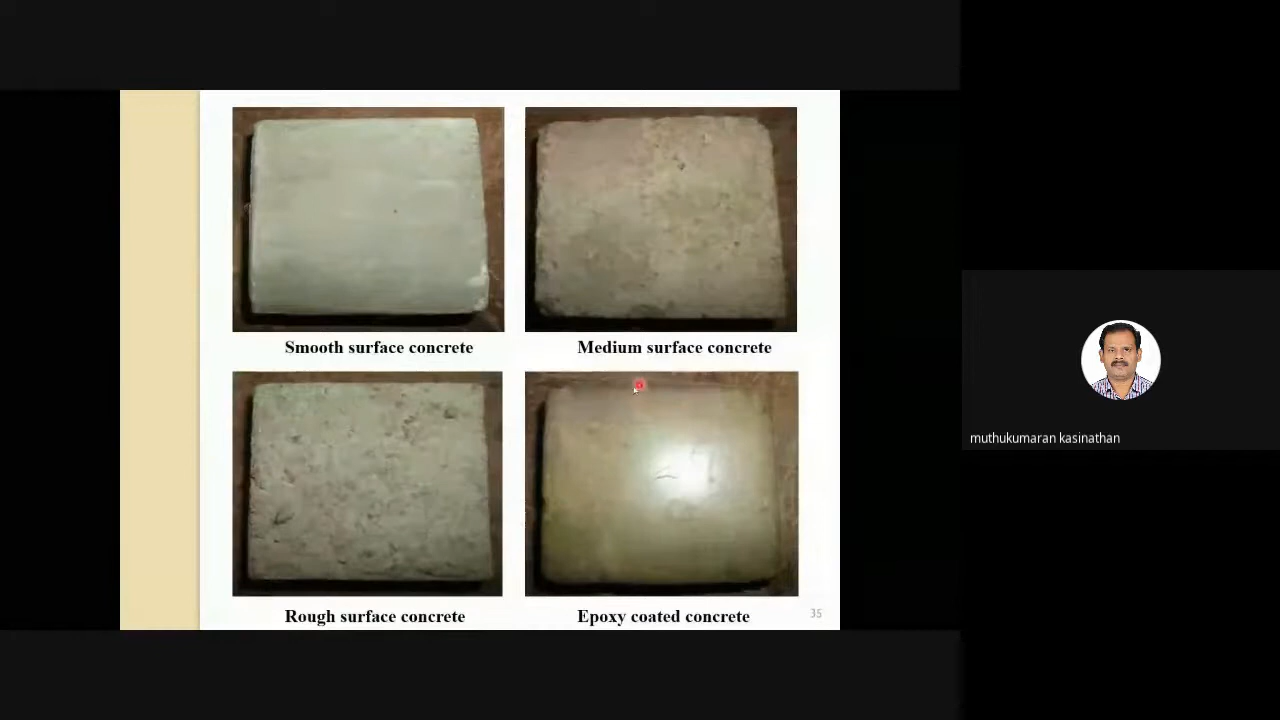 Smooth surface concrete
Medium surface concrete
Rough surface concrete
Epoxy coated concrete
35
muthukumaran kasinathan